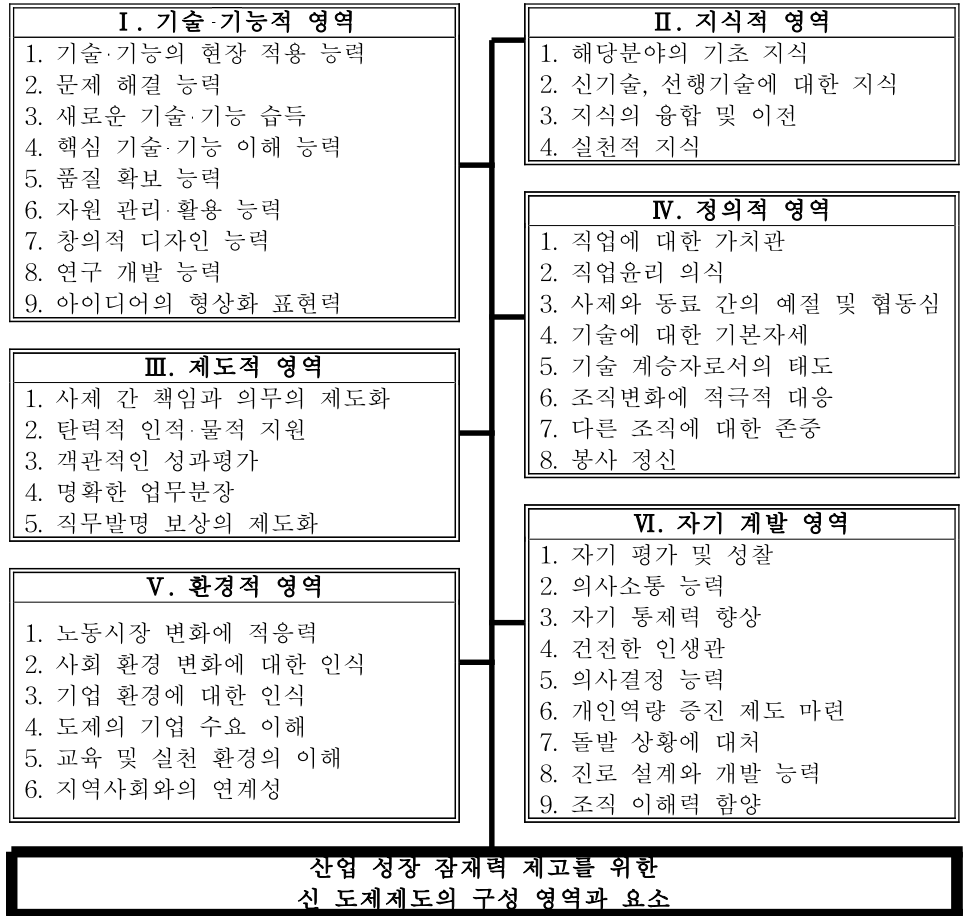 Ⅰ. 기술·기능적 영역
1. 기술·기능의 현장 적용 능력
2. 문제 해결 능력
3. 새로운 기술·기능 습득
4. 핵심 기술·기능 이해 능력
5. 품질 확보 능력
6. 자원 관리·활용 능력
7. 창의적 디자인 능력
8. 연구 개발 능력
9. 아이디어의 형상화 표현력
Ⅱ. 지식적 영역
1. 해당분야의 기초 지식
2. 신기술, 선행기술에 대한 지식
3. 지식의 융합 및 이전
4. 실천적 지식
Ⅲ. 제도적 영역
1. 사제 간 책임과 의무의 제도화
2. 탄력적 인적·물적 지원
3. 객관적인 성과평가
4. 명확한 업무분장
5. 직무발명 보상의 제도화
Ⅳ. 정의적 영역
1. 직업에 대한 가치관
2. 직업윤리 의식
3. 사제와 동료 간의 예절 및 협동심
4. 기술에 대한 기본자세
5. 기술 계승자로서의 태도
6. 조직변화에 적극적 대응
7. 다른 조직에 대한 존중
8. 봉사 정신
Ⅴ. 환경적 영역
1. 노동시장 변화에 적응력
2. 사회 환경 변화에 대한 인식
3. 기업 환경에 대한 인식
4. 도제의 기업 수요 이해
5. 교육 및 실천 환경의 이해
6. 지역사회와의 연계성
Ⅵ. 자기 계발 영역
1. 자기 평가 및 성찰
2. 의사소통 능력
3. 자기 통제력 향상
4. 건전한 인생관
5. 의사결정 능력
6. 개인역량 증진 제도 마련
7. 돌발 상황에 대처
8. 진로 설계와 개발 능력
9. 조직 이해력 함양
산업 성장 잠재력 제고를 위한
신 도제제도의 구성 영역과 요소